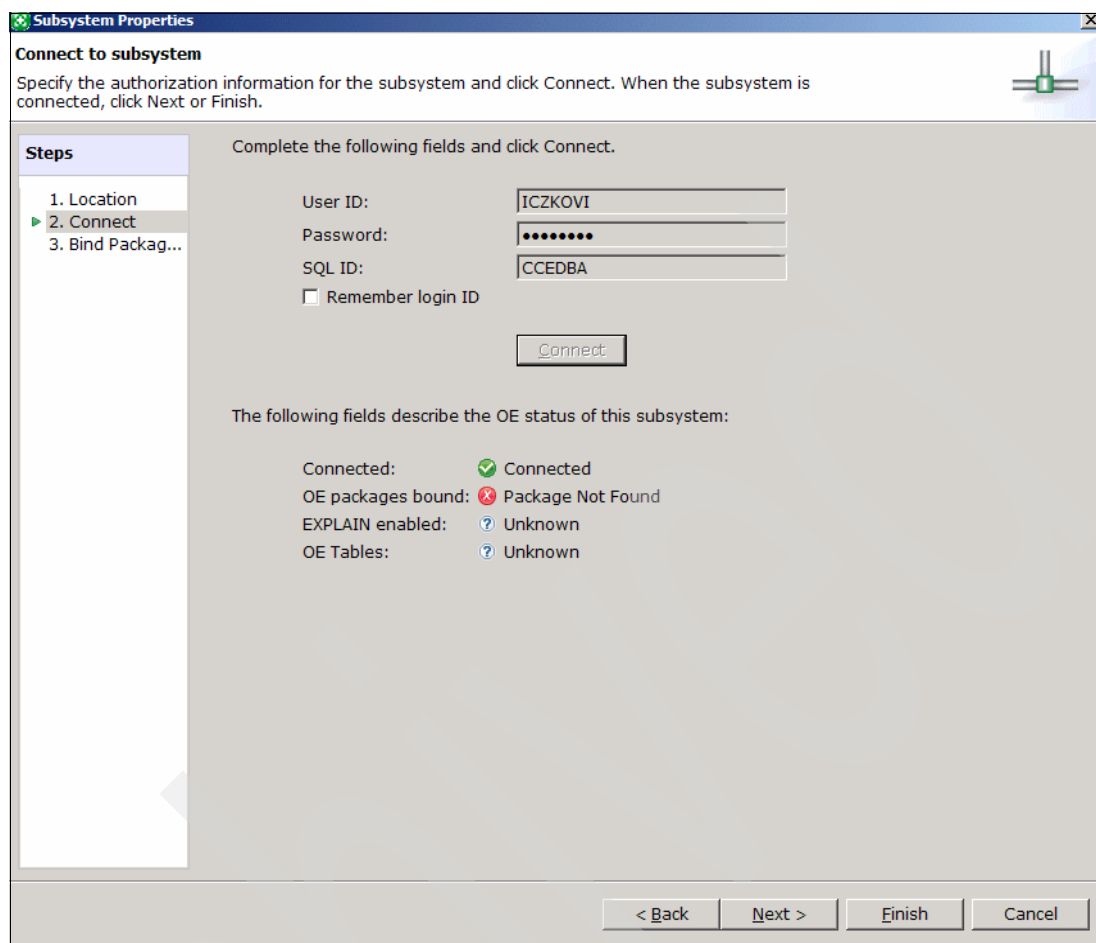 Subsystem Properties
Connect to subsystem
Specify the authorization information for the subsystem and click Connect. When the subsystem is
connected, click Next or Finish.
Steps
1. Location
2. Connect
3. Bind Packag...
Complete the following fields and click Connect.
User ID: ICZKOVI
Password: ●●●●●●●●
SQL ID: CCEDBA
Remember login ID
Connect
The following fields describe the OE status of this subsystem:
Connected: Connected
OE packages bound: Package Not Found
EXPLAIN enabled: Unknown
OE Tables: Unknown
< Back Next > Finish Cancel